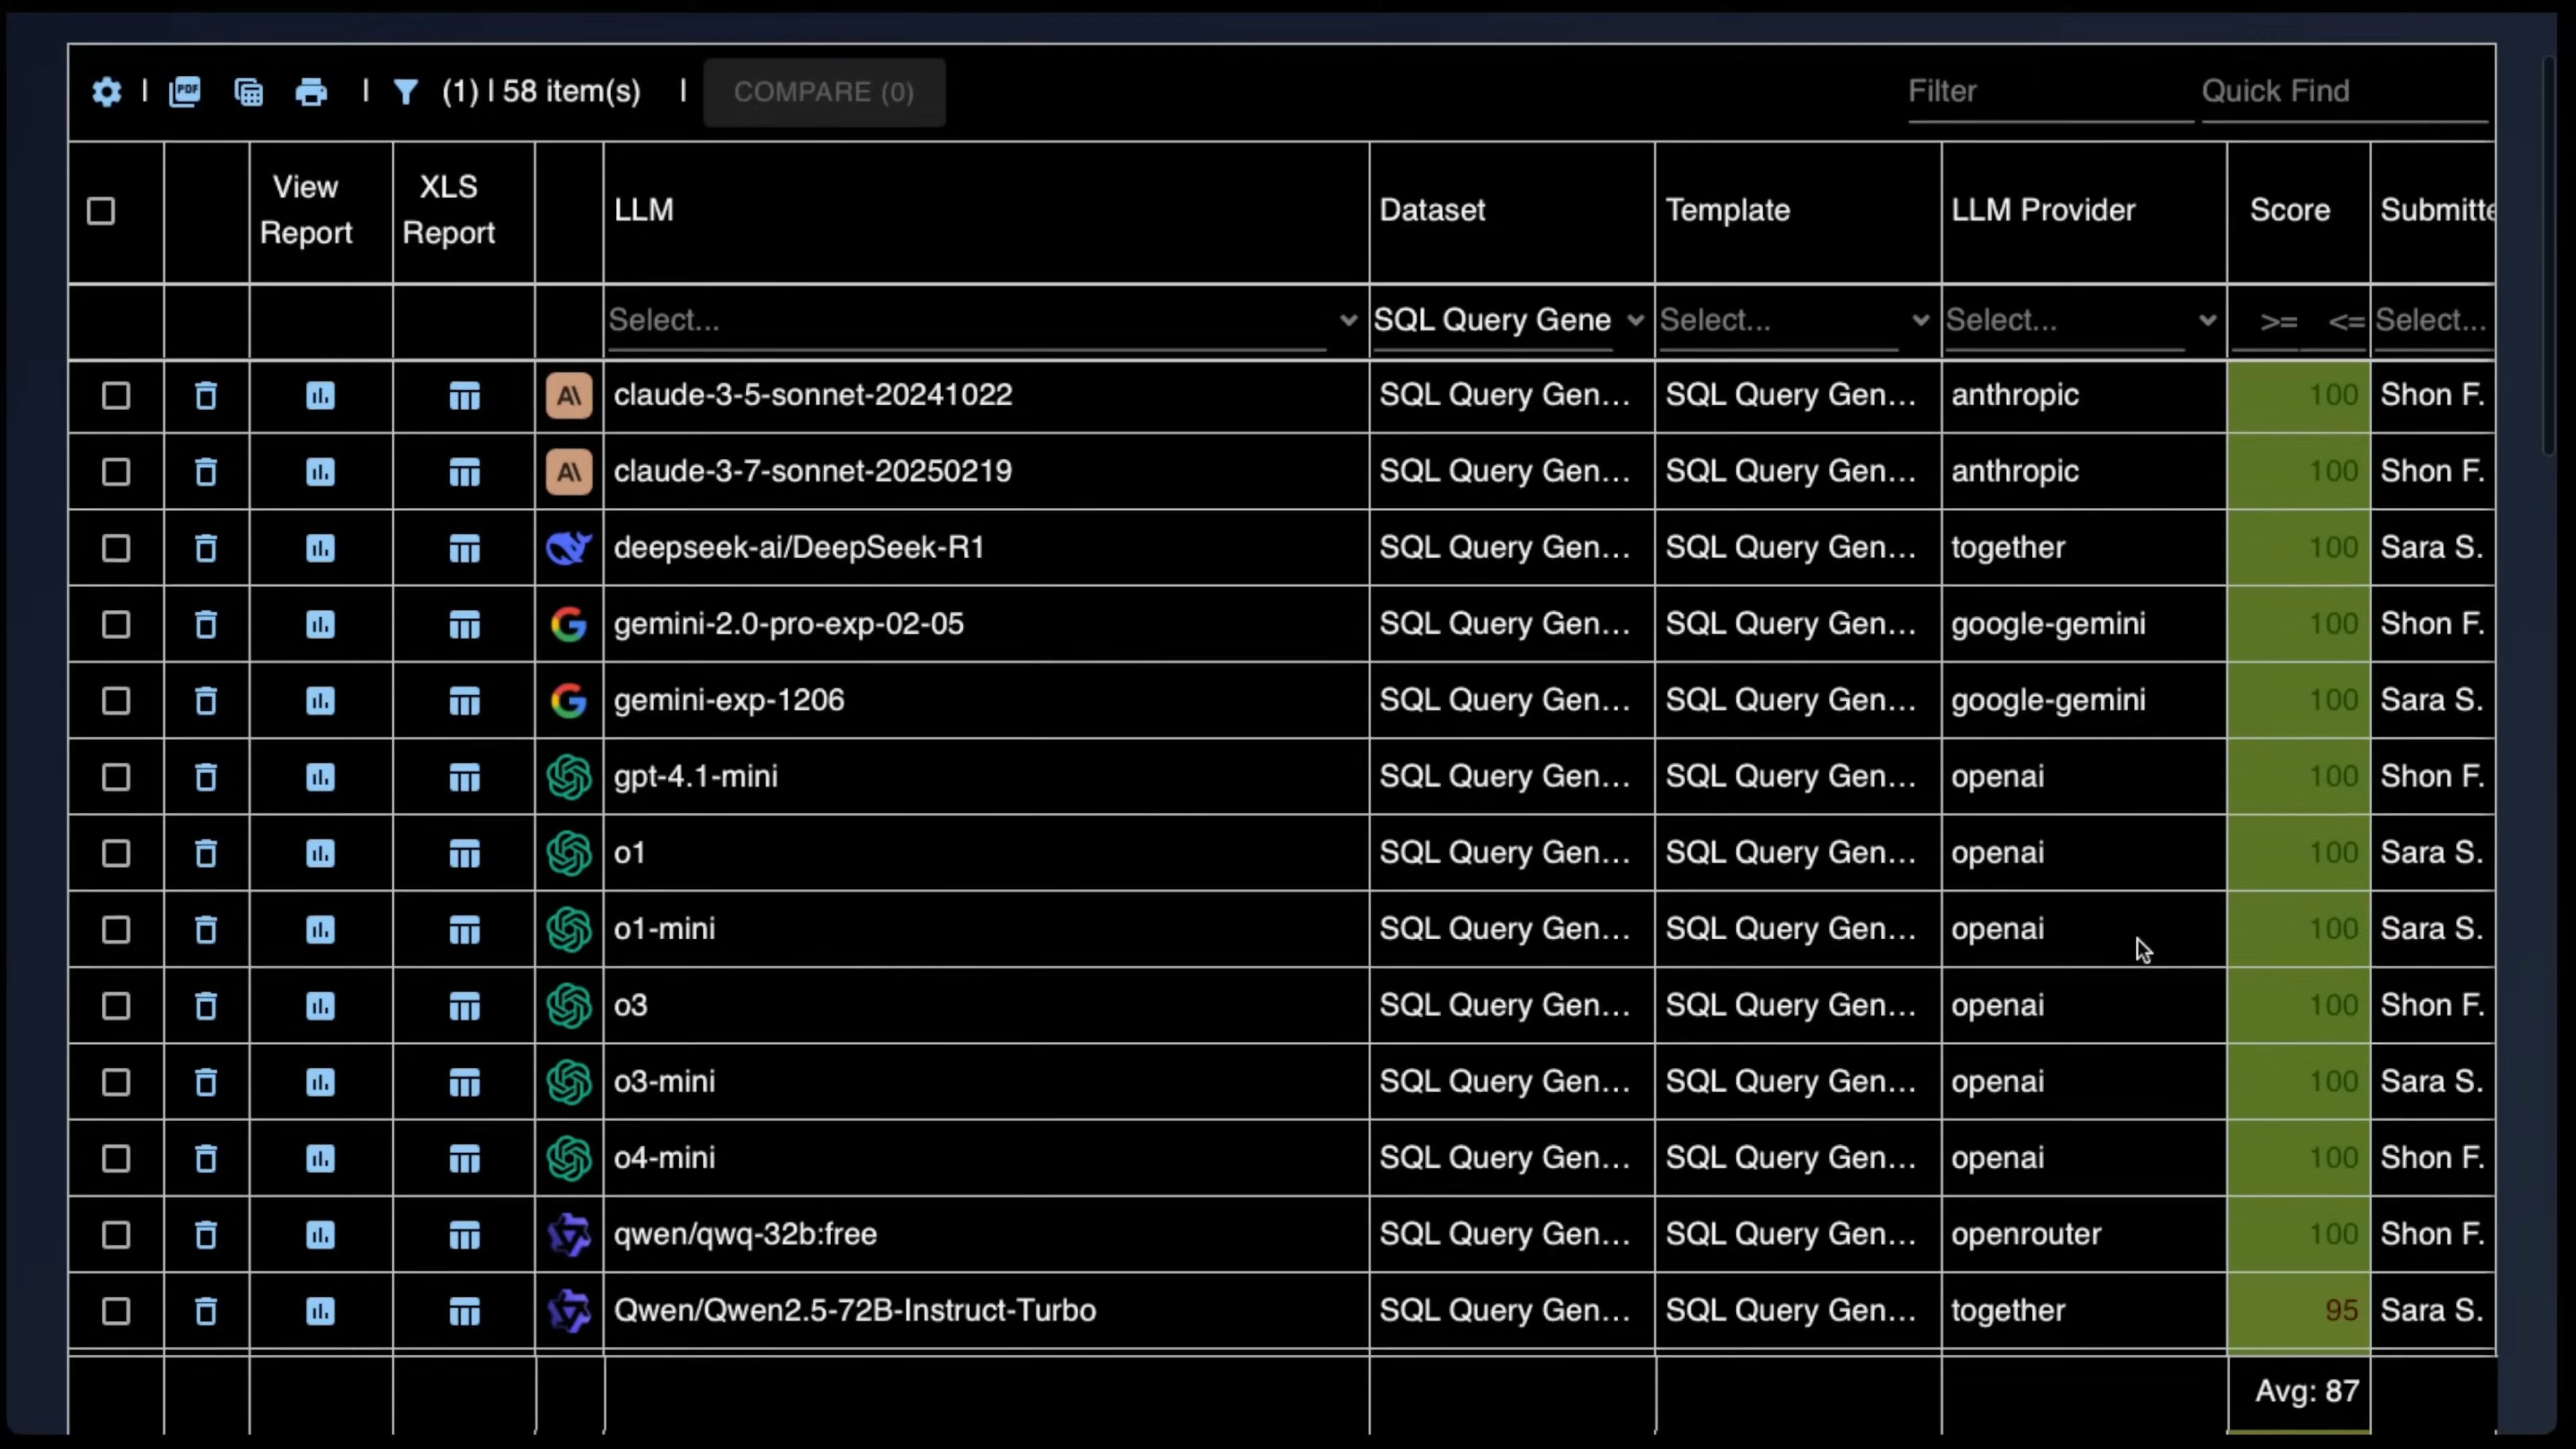 PDF
(1) | 58 item(s)
COMPARE (0)
Filter
Quick Find
View Report
XLS Report
LLM
Dataset
Template
LLM Provider
Score
Submitte
Select...
SQL Query Gene
Select...
Select...
>= <=
Select...
claude-3-5-sonnet-20241022 SQL Query Gen... SQL Query Gen... anthropic 100 Shon F.
claude-3-7-sonnet-20250219 SQL Query Gen... SQL Query Gen... anthropic 100 Shon F.
deepseek-ai/DeepSeek-R1 SQL Query Gen... SQL Query Gen... together 100 Sara S.
gemini-2.0-pro-exp-02-05 SQL Query Gen... SQL Query Gen... google-gemini 100 Shon F.
gemini-exp-1206 SQL Query Gen... SQL Query Gen... google-gemini 100 Sara S.
gpt-4.1-mini SQL Query Gen... SQL Query Gen... openai 100 Shon F.
o1 SQL Query Gen... SQL Query Gen... openai 100 Sara S.
o1-mini SQL Query Gen... SQL Query Gen... openai 100 Sara S.
o3 SQL Query Gen... SQL Query Gen... openai 100 Shon F.
o3-mini SQL Query Gen... SQL Query Gen... openai 100 Sara S.
o4-mini SQL Query Gen... SQL Query Gen... openai 100 Shon F.
qwen/qwq-32b:free SQL Query Gen... SQL Query Gen... openrouter 100 Shon F.
Qwen/Qwen2.5-72B-Instruct-Turbo SQL Query Gen... SQL Query Gen... together 95 Sara S.
Avg: 87